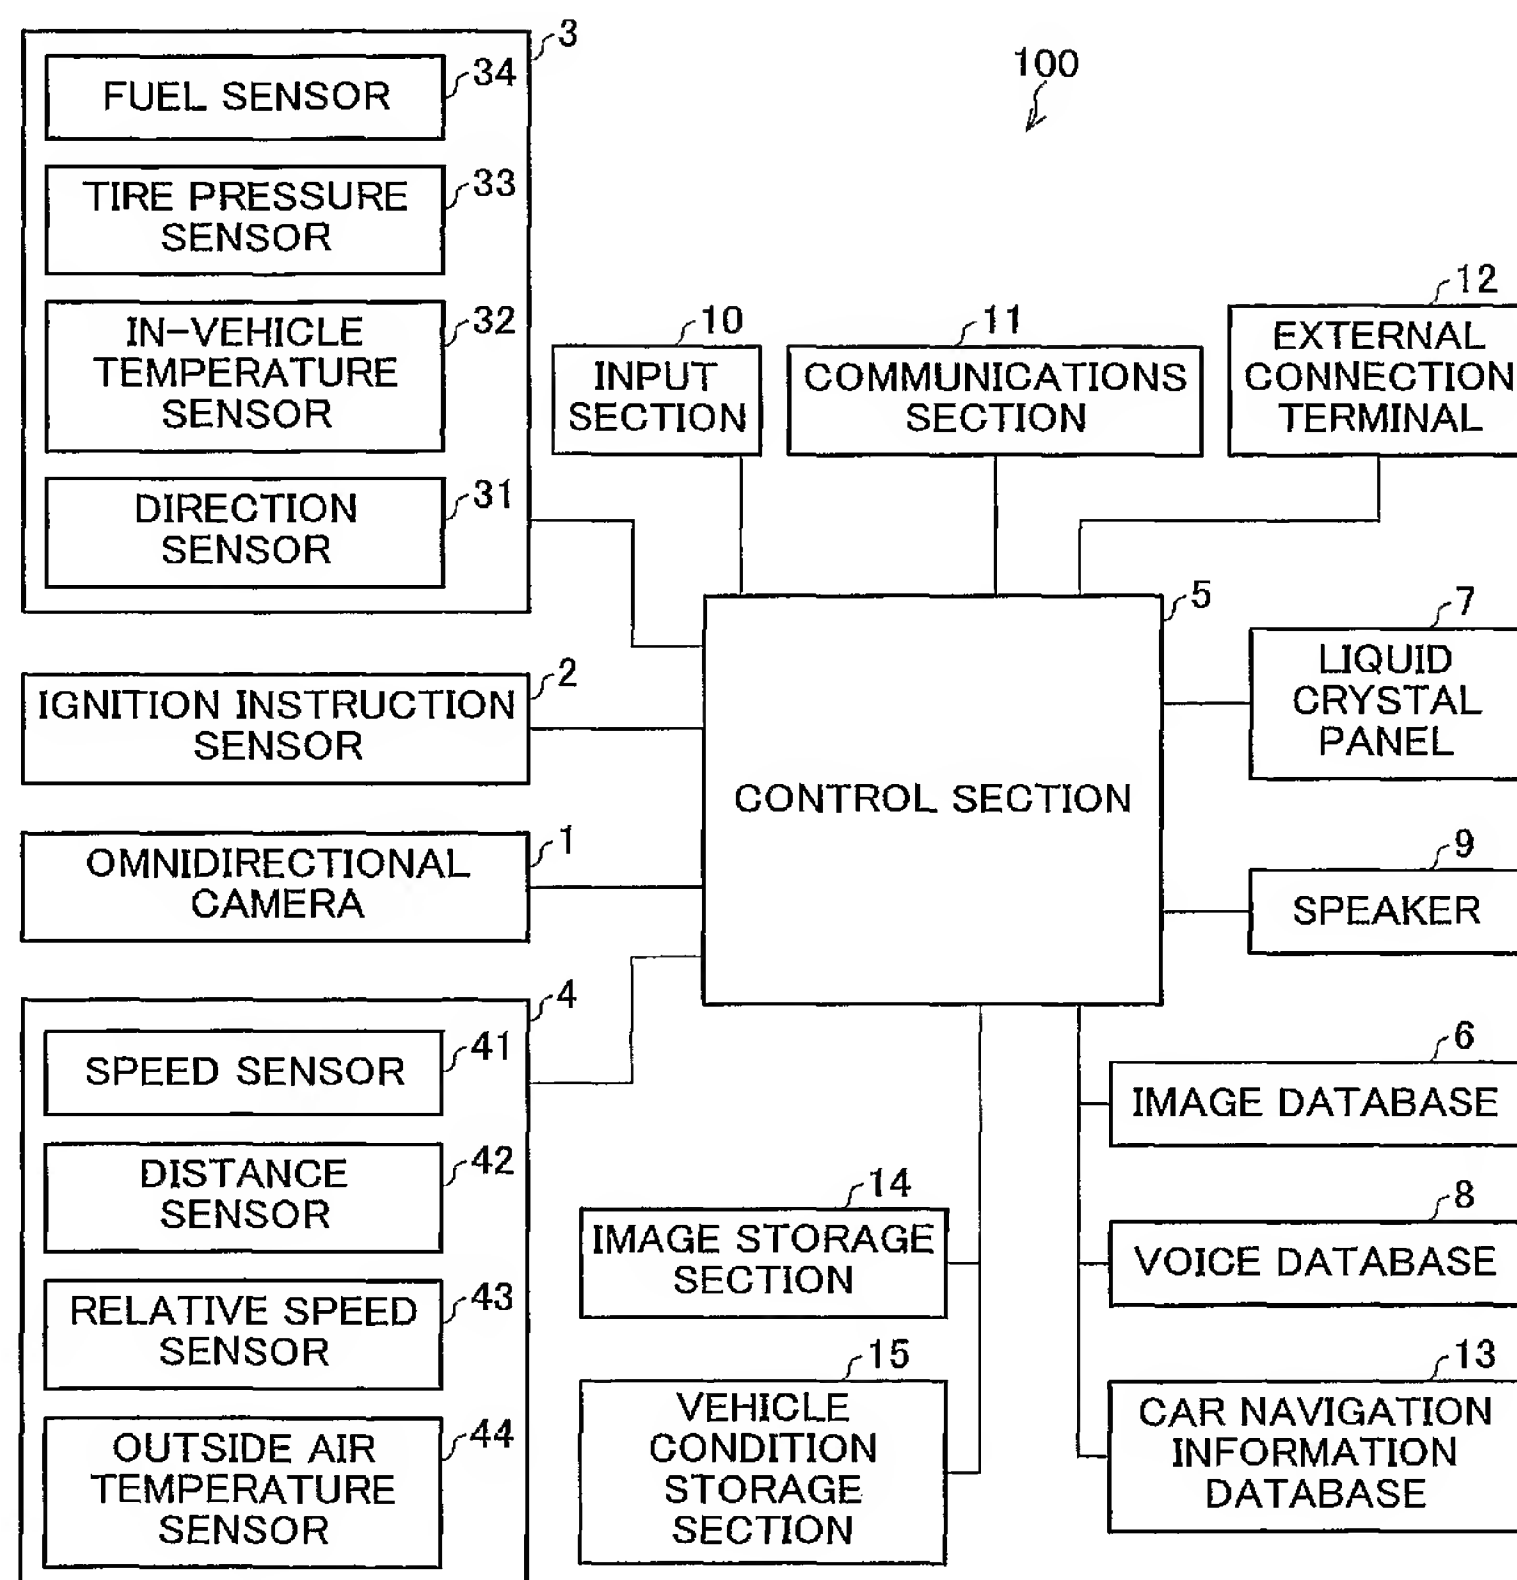 3
34
FUEL SENSOR
33
TIRE PRESSURE
SENSOR
32
IN-VEHICLE
TEMPERATURE
SENSOR
31
DIRECTION
SENSOR
100
10
INPUT
SECTION
11
COMMUNICATIONS
SECTION
12
EXTERNAL
CONNECTION
TERMINAL
2
IGNITION INSTRUCTION
SENSOR
1
OMNIDIRECTIONAL
CAMERA
5
CONTROL SECTION
7
LIQUID
CRYSTAL
PANEL
9
SPEAKER
4
41
SPEED SENSOR
42
DISTANCE
SENSOR
43
RELATIVE SPEED
SENSOR
44
OUTSIDE AIR
TEMPERATURE
SENSOR
14
IMAGE STORAGE
SECTION
15
VEHICLE
CONDITION
STORAGE
SECTION
6
IMAGE DATABASE
8
VOICE DATABASE
13
CAR NAVIGATION
INFORMATION
DATABASE